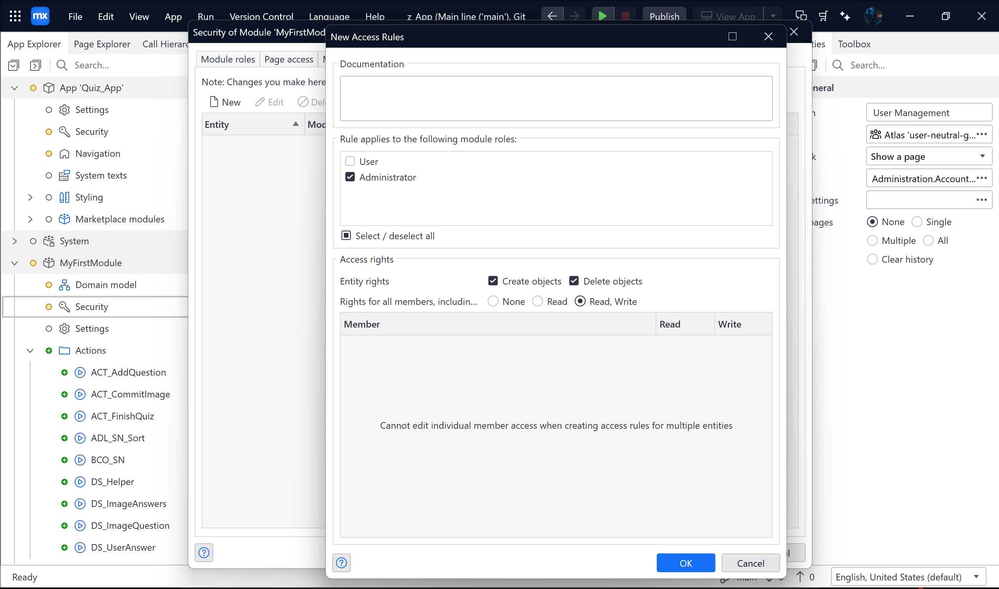 mx File Edit View App Run Version Control Language Help z_App (Main line ('main'), Git Publish View App
Security of Module 'MyFirstMod
New Access Rules
App Explorer Page Explorer Call Hierarc
Search...
App 'Quiz_App'
Settings
Security
Navigation
System texts
Styling
Marketplace modules
System
MyFirstModule
Domain model
Security
Settings
Actions
ACT_AddQuestion
ACT_CommitImage
ACT_FinishQuiz
ADL_SN_Sort
BCO_SN
DS_Helper
DS_ImageAnswers
DS_ImageQuestion
DS_UserAnswer
Module roles Page access
Note: Changes you make here
New Edit Del
Entity Mod
Documentation
Rule applies to the following module roles:
User
Administrator
Select / deselect all
Access rights
Entity rights Create objects Delete objects
Rights for all members, includin... None Read Read, Write
Member Read Write
Cannot edit individual member access when creating access rules for multiple entities
OK Cancel
ties Toolbox
Search...
eneral
n User Management
Atlas 'user-neutral-g...
k Show a page
Administration.Account...
ettings
pages None Single
Multiple All
Clear history
Ready
0
English, United States (default)